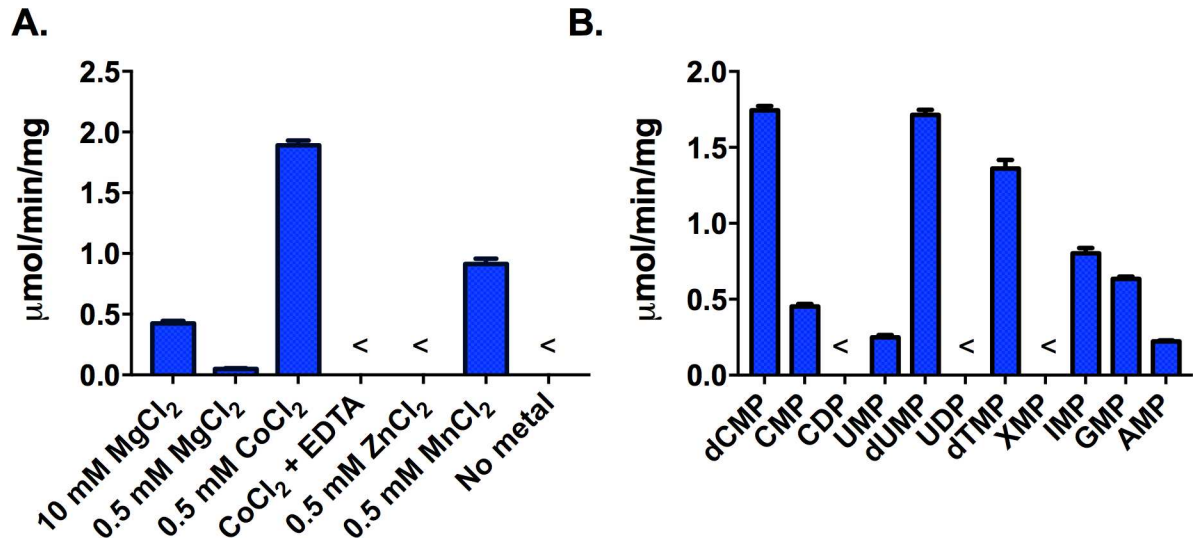 A.
μmol/min/mg
2.5
2.0
1.5
1.0
0.5
0.0
<
<
<
10 mM MgCl₂
0.5 mM MgCl₂
0.5 mM CoCl₂
CoCl₂ + EDTA
0.5 mM ZnCl₂
0.5 mM MnCl₂
No metal
B.
μmol/min/mg
2.0
1.5
1.0
0.5
0.0
<
<
<
dCMP
CMP
CDP
UMP
dUMP
UDP
dTMP
XMP
IMP
GMP
AMP